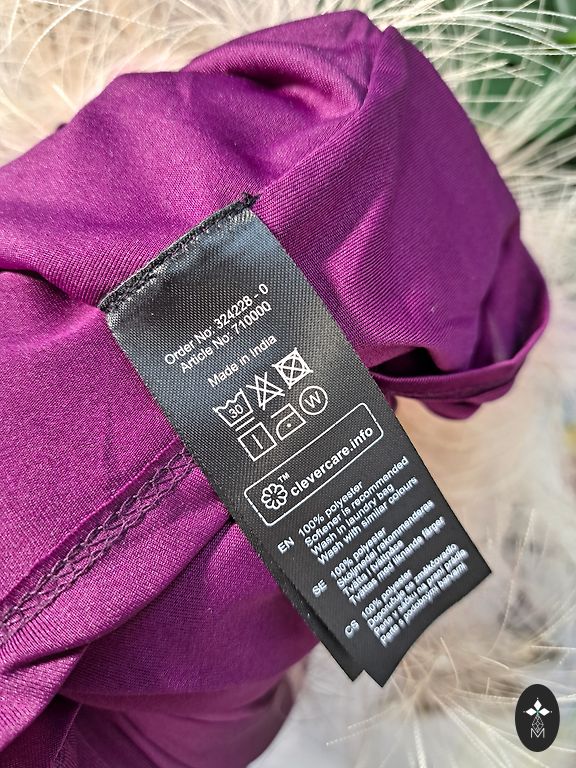 Order No: 324228 - 0
Article No: 710000
Made in India
30
W
TM
clevercare.info
EN 100% polyester
Softener is recommended
Wash in laundry bag
Wash with similar colours
SE 100% polyester
Sköljmedel rekommenderas
Tvätta i tvättpåse
Tvättas med liknande färger
CS 100% polyester
Doporučuje se změkčovadlo
Perte v sáčku na praní prádla
Perte s podobnými barvami
M